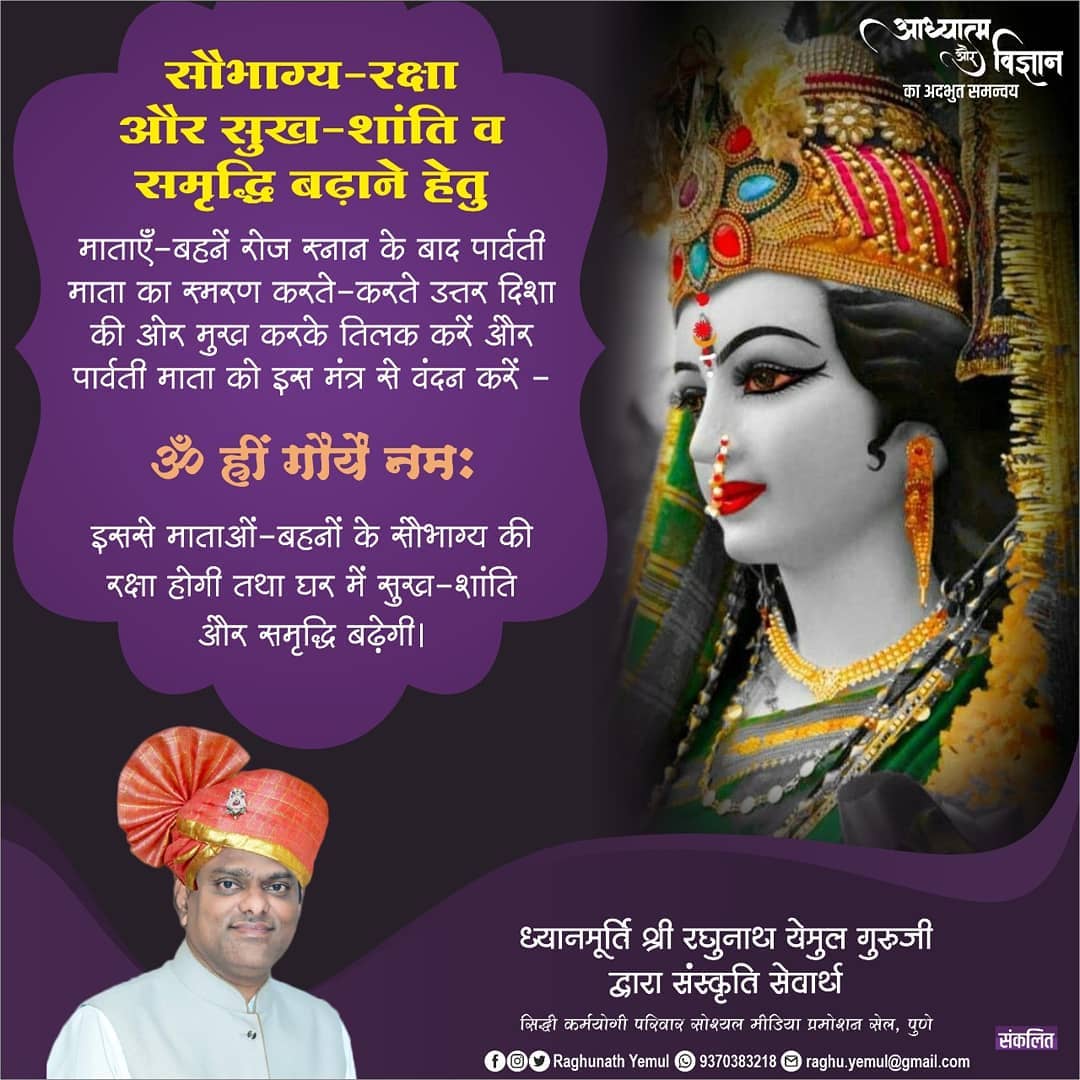 आध्यात्म
और विज्ञान
का अदभुत समन्वय
सौभाग्य-रक्षा
और सुख-शांति व
समृद्धि बढ़ाने हेतु
माताएँ-बहनें रोज स्नान के बाद पार्वती
माता का स्मरण करते-करते उत्तर दिशा
की ओर मुख करके तिलक करें और
पार्वती माता को इस मंत्र से वंदन करें -
ॐ ह्रीं गौर्यै नमः
इससे माताओं-बहनों के सौभाग्य की
रक्षा होगी तथा घर में सुख-शांति
और समृद्धि बढ़ेगी।
ध्यानमूर्ति श्री रघुनाथ येमुल गुरुजी
द्वारा संस्कृति सेवार्थ
सिद्धी कर्मयोगी परिवार सोश्यल मीडिया प्रमोशन सेल, पुणे
संकलित
Raghunath Yemul 9370383218 raghu.yemul@gmail.com